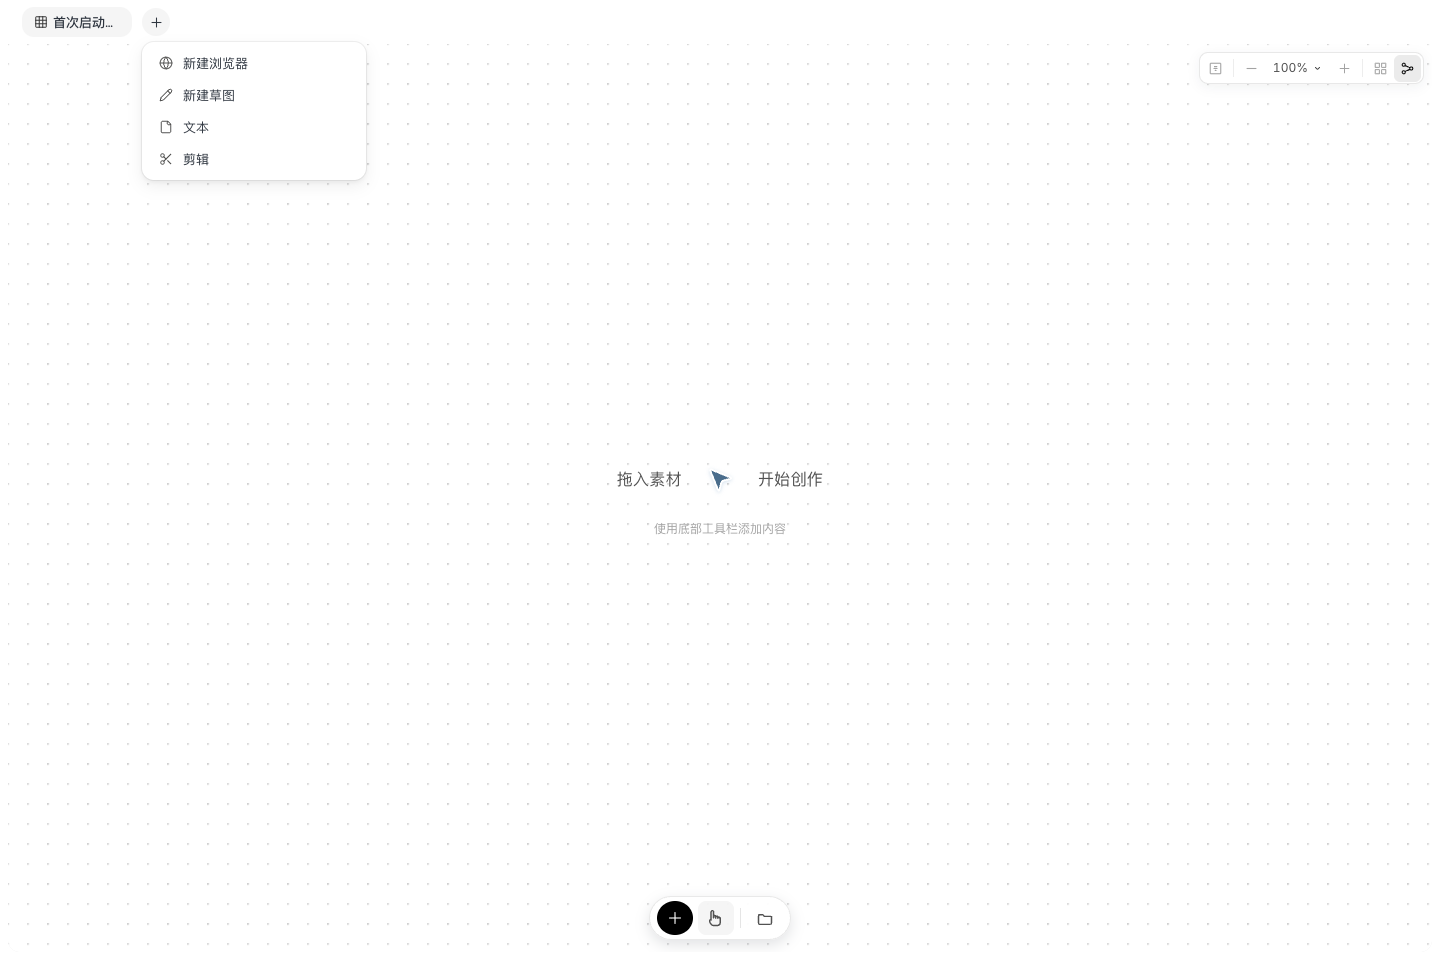 首次启动...
新建浏览器
新建草图
文本
剪辑
100%
拖入素材 开始创作
使用底部工具栏添加内容